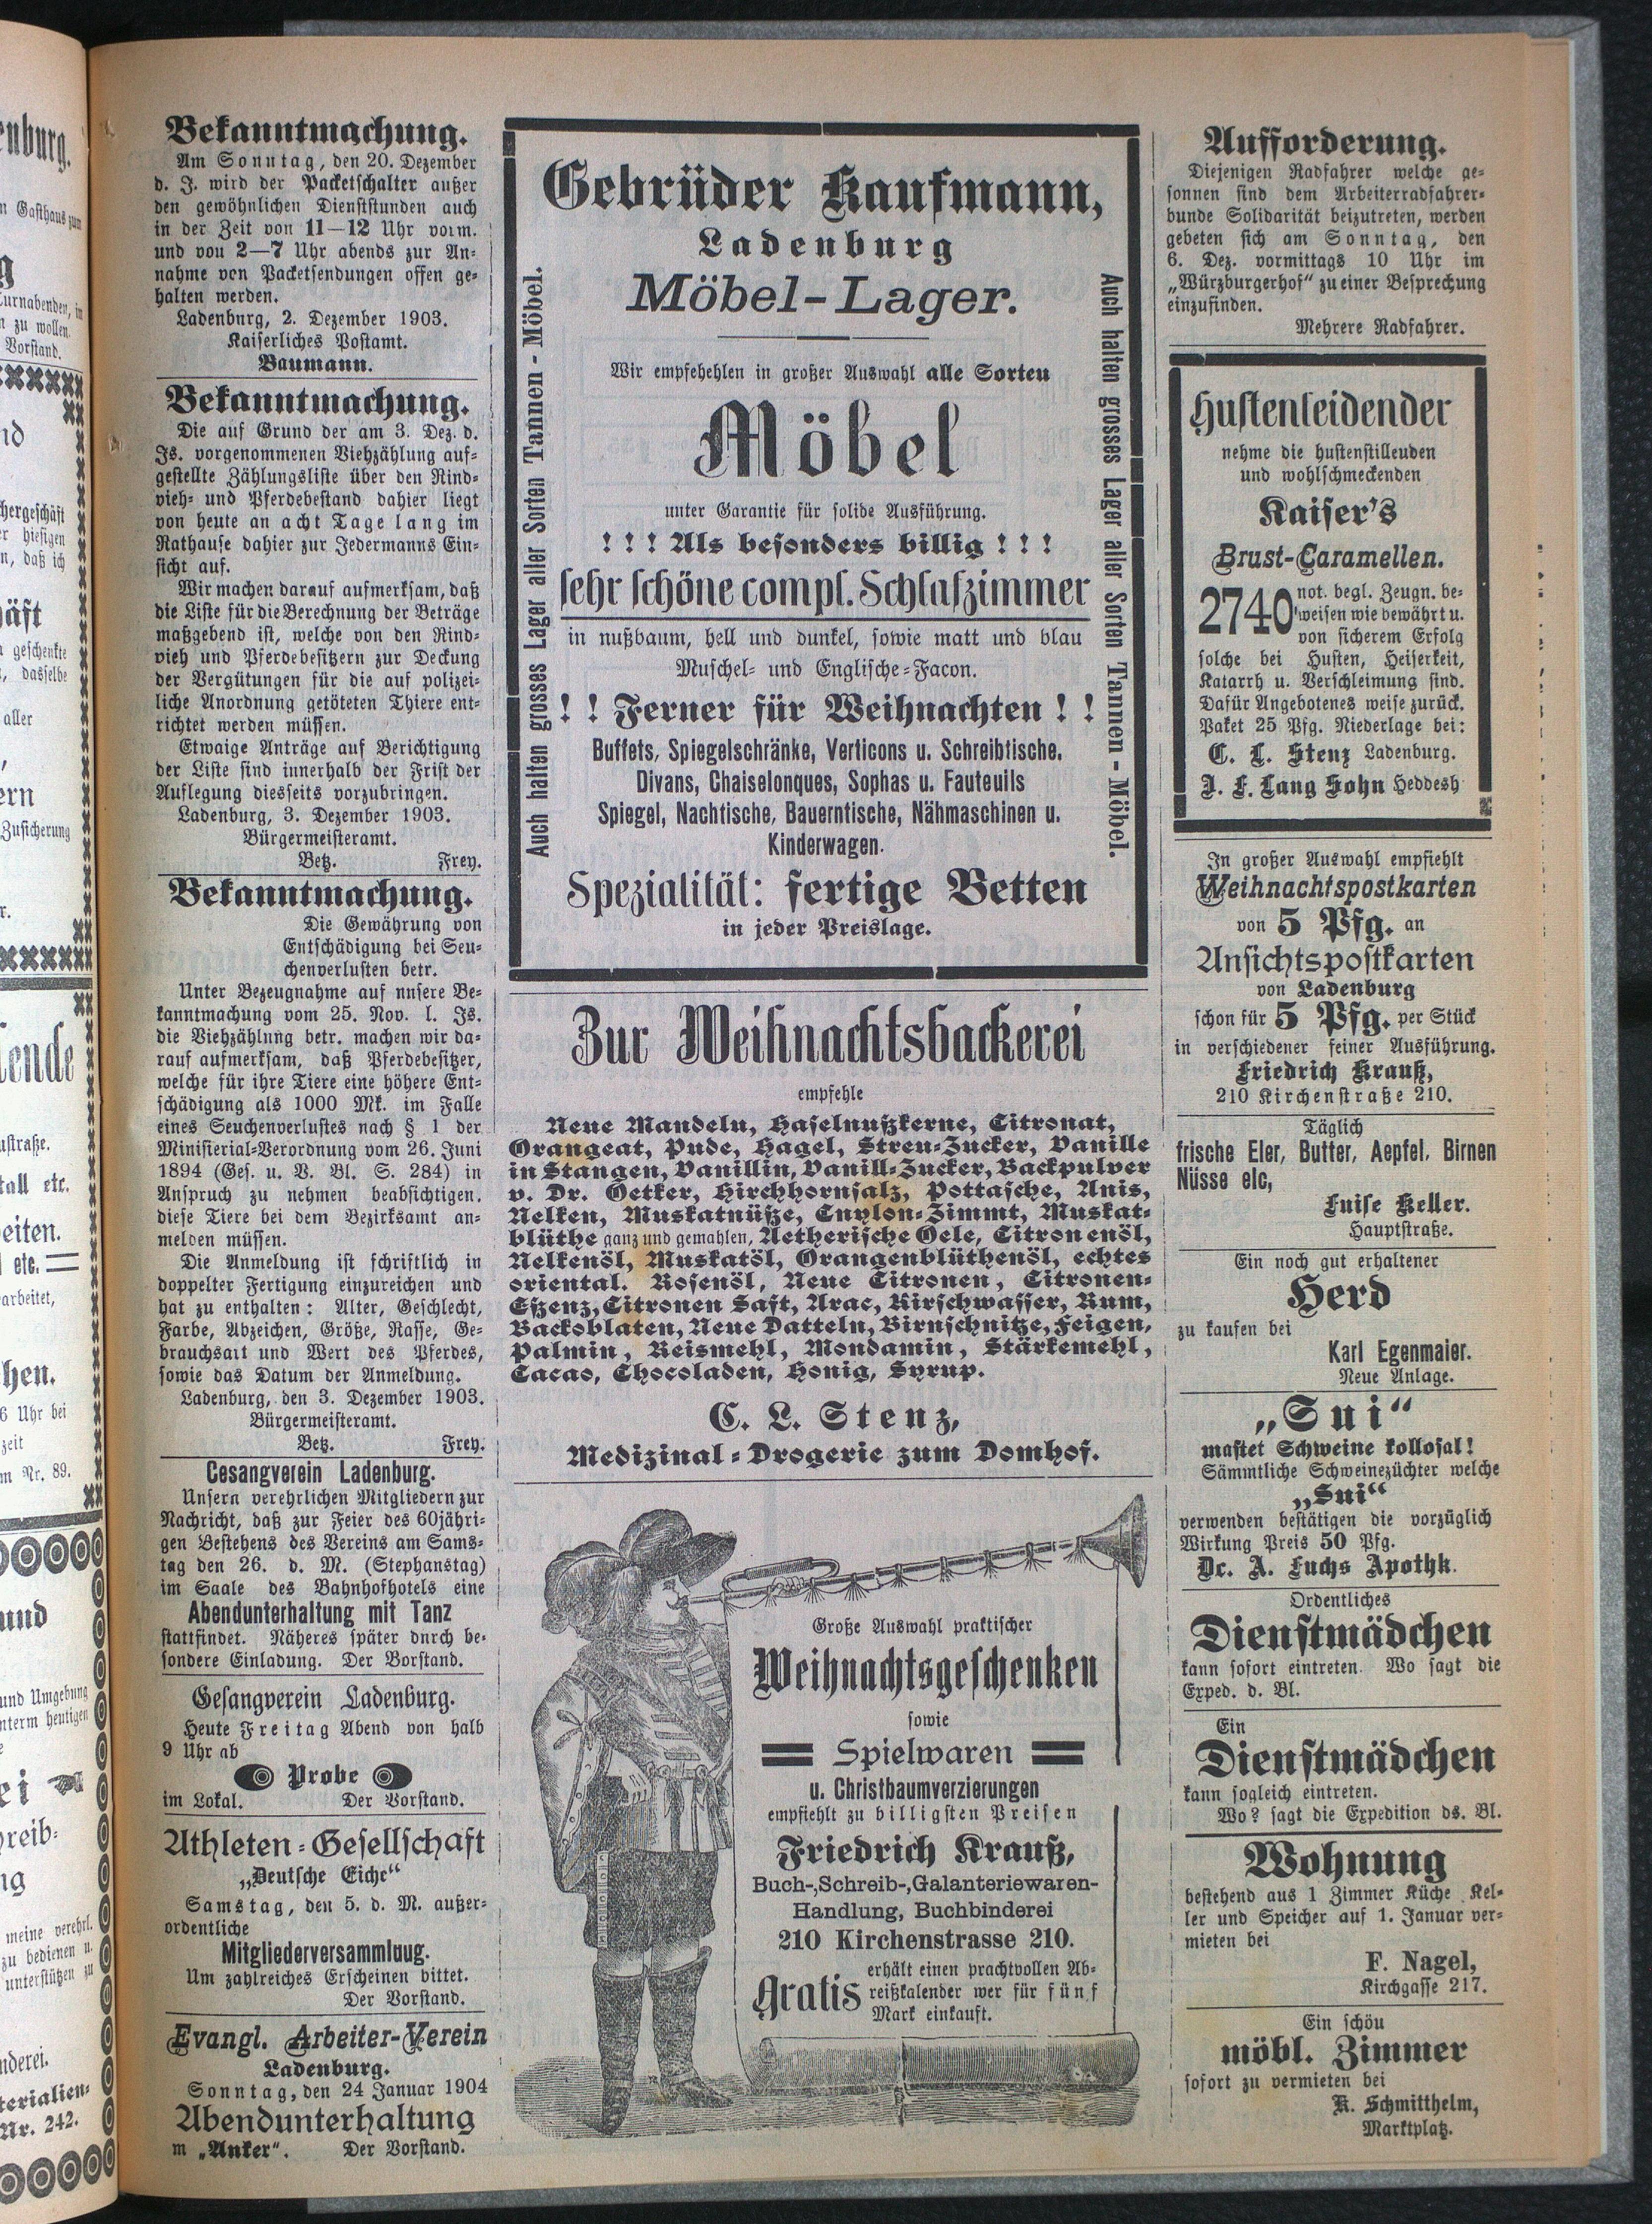 Bekanntmachung.
Am Sonntag, den 20. Dezember
d. J. wird der Packetschalter außer
den gewöhnlichen Dienststunden auch
in der Zeit von 11—12 Uhr vorm.
und von 2—7 Uhr abends zur An-
nahme von Packetsendungen offen ge-
halten werden.
Ladenburg, 2. Dezember 1903.
Kaiserliches Postamt.
Baumann.
Bekanntmachung.
Die auf Grund der am 3. Dez. d.
Js. vorgenommenen Viehzählung auf-
gestellte Zählungsliste über den Rind-
vieh- und Pferdebestand dahier liegt
von heute an acht Tage lang im
Rathause dahier zur Jedermanns Ein-
sicht auf.
Wir machen darauf aufmerksam, daß
die Liste für die Berechnung der Beträge
maßgebend ist, welche von den Rind-
vieh und Pferdebesitzern zur Deckung
der Vergütungen für die auf polizei-
liche Anordnung getöteten Thiere ent-
richtet werden müssen.
Etwaige Anträge auf Berichtigung
der Liste sind innerhalb der Frist der
Auflegung diesseits vorzubringen.
Ladenburg, 3. Dezember 1903.
Bürgermeisteramt.
Betz. Frey.
Bekanntmachung.
Die Gewährung von
Entschädigung bei Seu-
chenverlusten betr.
Unter Bezeugnahme auf nnsere Be-
kanntmachung vom 25. Nov. l. Js.
die Viehzählung betr. machen wir da-
rauf aufmerksam, daß Pferdebesitzer,
welche für ihre Tiere eine höhere Ent-
schädigung als 1000 Mk. im Falle
eines Seuchenverlustes nach § 1 der
Ministerial-Verordnung vom 26. Juni
1894 (Ges. u. V. Bl. S. 284) in
Anspruch zu nehmen beabsichtigen,
diese Tiere bei dem Bezirksamt an-
melden müssen.
Die Anmeldung ist schriftlich in
doppelter Fertigung einzureichen und
hat zu enthalten: Alter, Geschlecht,
Farbe, Abzeichen, Größe, Rasse, Ge-
brauchsart und Wert des Pferdes,
sowie das Datum der Anmeldung.
Ladenburg, den 3. Dezember 1903.
Bürgermeisteramt.
Betz. Frey.
Gesangverein Ladenburg.
Unsern verehrlichen Mitgliedern zur
Nachricht, daß zur Feier des 60jähri-
gen Bestehens des Vereins am Sams-
tag den 26. d. M. (Stephanstag)
im Saale des Bahnhofhotels eine
Abendunterhaltung mit Tanz
stattfindet. Näheres später dnrch be-
sondere Einladung. Der Vorstand.
Gesangverein Ladenburg.
Heute Freitag Abend von halb
9 Uhr ab
Probe
im Lokal. Der Vorstand.
Athleten-Gesellschaft
„Deutsche Eiche“
Samstag, den 5. d. M. außer-
ordentliche
Mitgliederversammluug.
Um zahlreiches Erscheinen bittet.
Der Vorstand.
Evangl. Arbeiter-Verein
Ladenburg.
Sonntag, den 24 Januar 1904
Abendunterhaltung
m „Anker“. Der Vorstand.
Gebrüder Kaufmann,
Ladenburg
Möbel-Lager.
Auch halten grosses Lager aller Sorten Tannen-Möbel.
Wir empfehehlen in großer Auswahl alle Sorten
Möbel
unter Garantie für solide Ausführung.
!!! Als besonders billig !!!
sehr schöne compl. Schlafzimmer
in nußbaum, hell und dunkel, sowie matt und blau
Muschel- und Englische-Facon.
!! Ferner für Weihnachten !!
Buffets, Spiegelschränke, Verticons u. Schreibtische.
Divans, Chaiselonques, Sophas u. Fauteuils
Spiegel, Nachtische, Bauerntische, Nähmaschinen u.
Kinderwagen.
Spezialität: fertige Betten
in jeder Preislage.
Auch halten grosses Lager aller Sorten Tannen-Möbel.
Zur Weihnachtsbackerei
empfehle
Neue Mandeln, Haselnußkerne, Citronat,
Orangeat, Pude, Hagel, Streu-Zucker, Vanille
in Stangen, Vanillin, Vanill-Zucker, Backpulver
v. Dr. Oetker, Hirchhornsalz, Pottasche, Anis,
Nelken, Muskatnüße, Cnylon-Zimmt, Muskat-
blüthe ganz und gemahlen, Aetherische Oele, Citronenöl,
Nelkenöl, Muskatöl, Orangenblüthenöl, echtes
oriental. Rosenöl, Neue Citronen, Citronen-
Eßenz, Citronen Saft, Arac, Kirschwasser, Rum,
Backoblaten, Neue Datteln, Birnschnitze, Feigen,
Palmin, Reismehl, Mondamin, Stärkemehl,
Cacao, Chocoladen, Honig, Syrup.
C. L. Stenz,
Medizinal-Drogerie zum Domhof.
Große Auswahl praktischer
Weihnachtsgeschenken
sowie
Spielwaren
u. Christbaumverzierungen
empfiehlt zu billigsten Preisen
Friedrich Krauß,
Buch-,Schreib-,Galanteriewaren-
Handlung, Buchbinderei
210 Kirchenstrasse 210.
Gratis erhält einen prachtvollen Ab-
reißkalender wer für fünf
Mark einkauft.
Aufforderung.
Diejenigen Radfahrer welche ge-
sonnen sind dem Arbeiterradfahrer-
bunde Solidarität beizutreten, werden
gebeten sich am Sonntag, den
6. Dez. vormittags 10 Uhr im
„Würzburgerhof“ zu einer Besprechung
einzufinden.
Mehrere Radfahrer.
Hustenleidender
nehme die hustenstillenden
und wohlschmeckenden
Kaiser's
Brust-Caramellen.
2740 not. begl. Zeugn. be-
weisen wie bewährt u.
von sicherem Erfolg
solche bei Husten, Heiserkeit,
Katarrh u. Verschleimung sind.
Dafür Angebotenes weise zurück.
Paket 25 Pfg. Niederlage bei:
C. L. Stenz Ladenburg.
J. F. Lang Sohn Heddesh
In großer Auswahl empfiehlt
Weihnachtspostkarten
von 5 Pfg. an
Ansichtspostkarten
von Ladenburg
schon für 5 Pfg. per Stück
in verschiedener feiner Ausführung.
Friedrich Krauß,
210 Kirchenstraße 210.
Täglich
frische Eier, Butter, Aepfel, Birnen
Nüsse etc,
Luise Keller.
Hauptstraße.
Ein noch gut erhaltener
Herd
zu kaufen bei
Karl Egenmaier.
Neue Anlage.
„Sui“
mastet Schweine kollosal!
Sämmtliche Schweinezüchter welche
„Sui“
verwenden bestätigen die vorzüglich
Wirkung Preis 50 Pfg.
Dr. A. Fuchs Apothk.
Ordentliches
Dienstmädchen
kann sofort eintreten. Wo sagt die
Exped. d. Bl.
Ein
Dienstmädchen
kann sogleich eintreten.
Wo? sagt die Expedition ds. Bl.
Wohnung
bestehend aus 1 Zimmer Küche Kel-
ler und Speicher auf 1. Januar ver-
mieten bei
F. Nagel,
Kirchgasse 217.
Ein schöu
möbl. Zimmer
sofort zu vermieten bei
K. Schmitthelm,
Marktplatz.